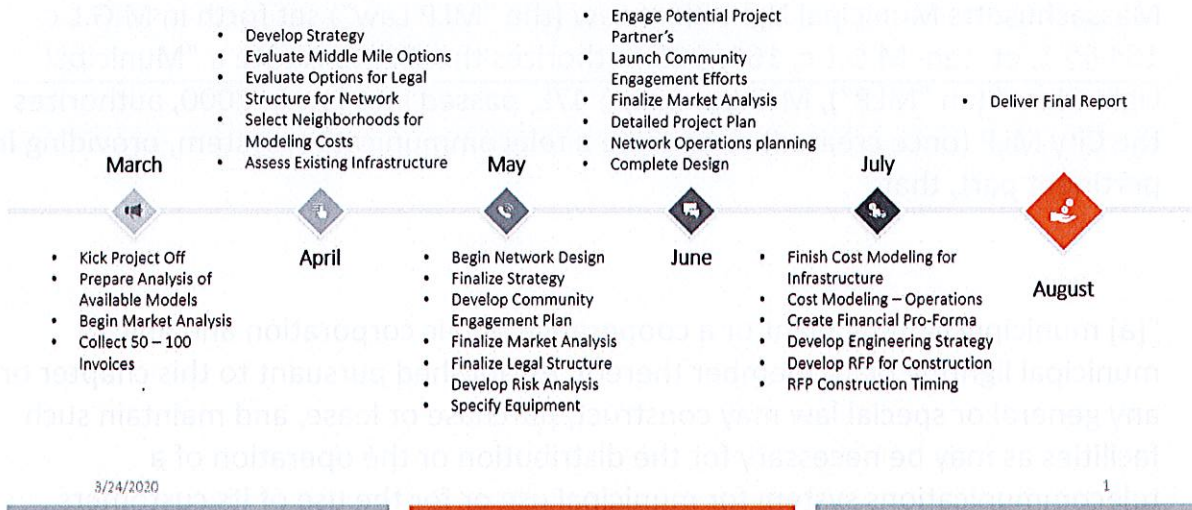 • Develop Strategy
• Evaluate Middle Mile Options
• Evaluate Options for Legal
Structure for Network
• Select Neighborhoods for
Modeling Costs
• Assess Existing Infrastructure
• Engage Potential Project
Partner's
• Launch Community
Engagement Efforts
• Finalize Market Analysis
• Detailed Project Plan
• Network Operations planning
• Complete Design
• Deliver Final Report
March
May
July
April
June
August
• Kick Project Off
• Prepare Analysis of
Available Models
• Begin Market Analysis
• Collect 50 – 100
Invoices
• Begin Network Design
• Finalize Strategy
• Develop Community
Engagement Plan
• Finalize Market Analysis
• Finalize Legal Structure
• Develop Risk Analysis
• Specify Equipment
• Finish Cost Modeling for
Infrastructure
• Cost Modeling – Operations
• Create Financial Pro-Forma
• Develop Engineering Strategy
• Develop RFP for Construction
• RFP Construction Timing
3/24/2020
1